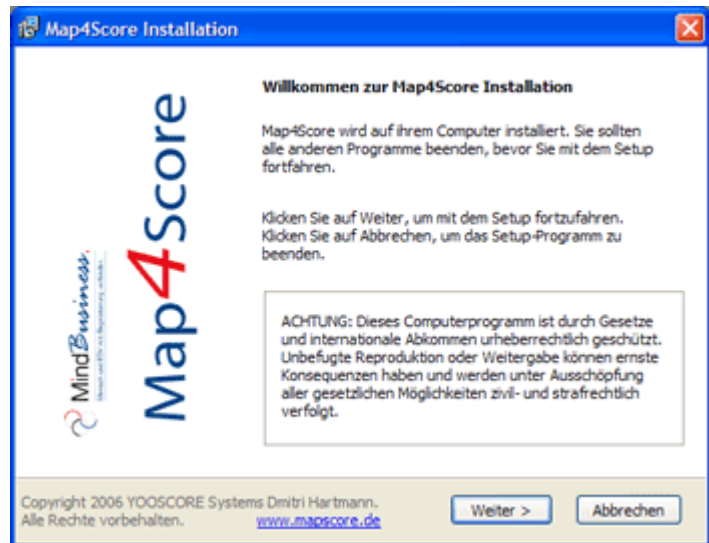 Map4Score Installation
Willkommen zur Map4Score Installation
Map4Score wird auf ihrem Computer installiert. Sie sollten
alle anderen Programme beenden, bevor Sie mit dem Setup
fortfahren.
Klicken Sie auf Weiter, um mit dem Setup fortzufahren.
Klicken Sie auf Abbrechen, um das Setup-Programm zu
beenden.
ACHTUNG: Dieses Computerprogramm ist durch Gesetze
und internationale Abkommen urheberrechtlich geschützt.
Unbefugte Reproduktion oder Weitergabe können ernste
Konsequenzen haben und werden unter Ausschöpfung
aller gesetzlichen Möglichkeiten zivil- und strafrechtlich
verfolgt.
MindBusiness
Map4Score
Copyright 2006 YOOSCORE Systems Dmitri Hartmann.
Alle Rechte vorbehalten. www.mapscore.de
Weiter >
Abbrechen